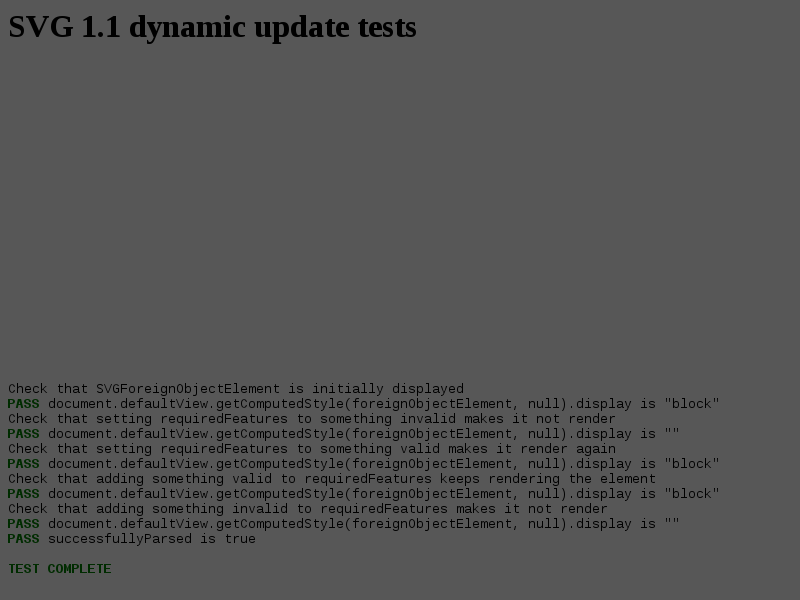 SVG 1.1 dynamic update tests
Check that SVGForeignObjectElement is initially displayed
PASS document.defaultView.getComputedStyle(foreignObjectElement, null).display is "block"
Check that setting requiredFeatures to something invalid makes it not render
PASS document.defaultView.getComputedStyle(foreignObjectElement, null).display is ""
Check that setting requiredFeatures to something valid makes it render again
PASS document.defaultView.getComputedStyle(foreignObjectElement, null).display is "block"
Check that adding something valid to requiredFeatures keeps rendering the element
PASS document.defaultView.getComputedStyle(foreignObjectElement, null).display is "block"
Check that adding something invalid to requiredFeatures makes it not render
PASS document.defaultView.getComputedStyle(foreignObjectElement, null).display is ""
PASS successfullyParsed is true
TEST COMPLETE